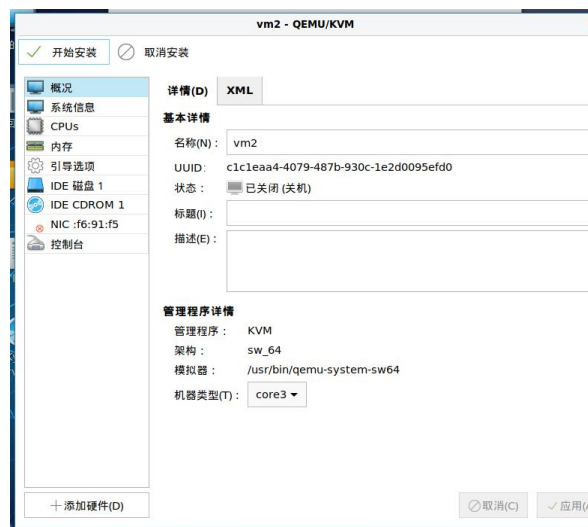 vm2 - QEMU/KVM
开始安装 取消安装
概况
系统信息
CPUs
内存
引导选项
IDE 磁盘 1
IDE CDROM 1
NIC :f6:91:f5
控制台
添加硬件(D)
详情(D) XML
基本详情
名称(N): vm2
UUID: c1c1eaa4-4079-487b-930c-1e2d0095efd0
状态: 已关闭 (关机)
标题(I):
描述(E):
管理程序详情
管理程序: KVM
架构: sw_64
模拟器: /usr/bin/qemu-system-sw64
机器类型(T): core3
取消(C) 应用(A